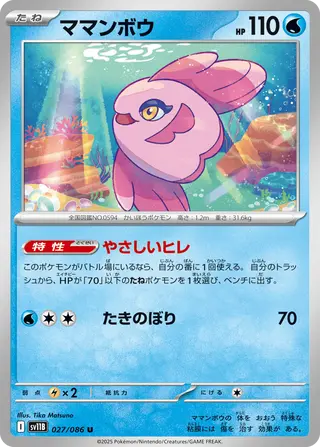 たね ママンボウ HP 110
全国図鑑NO.0594 かいほうポケモン 高さ:1.2m 重さ:31.6kg
特性 やさしいヒレ
このポケモンがバトル場にいるなら、自分の番に1回使える。自分のトラッ
シュから、HPが「70」以下のたねポケモンを1枚選び、ベンチに出す。
たきのぼり 70
弱点 ×2 抵抗力 にげる
Illus. Tika Matsuno
I SV11B 027/086 U
ママンボウの 体を おおう 特別な
粘膜には 傷を 治す 効果が ある。
©2025 Pokémon/Nintendo/Creatures/GAME FREAK.